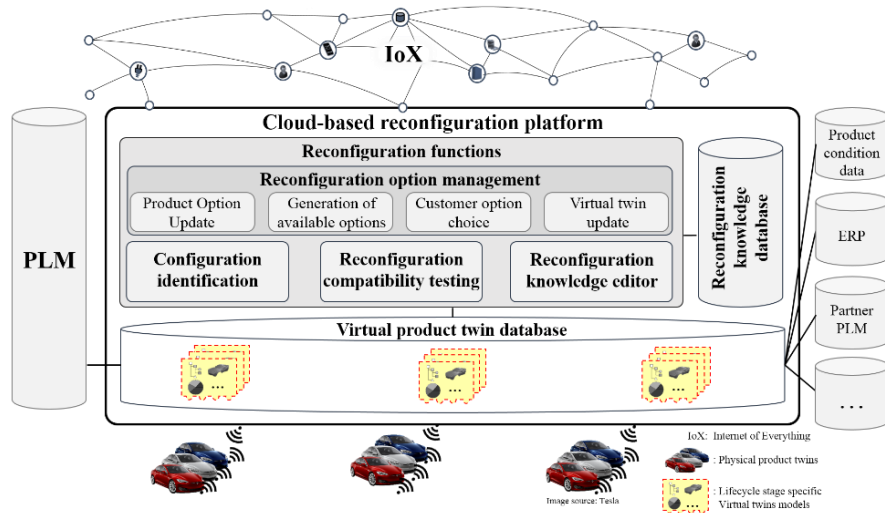 IoX
Cloud-based reconfiguration platform
Reconfiguration functions
Reconfiguration option management
Product Option
Update
Generation of
available options
Customer option
choice
Virtual twin
update
Configuration
identification
Reconfiguration
compatibility testing
Reconfiguration
knowledge editor
Reconfiguration
knowledge
database
PLM
Virtual product twin database
...
...
...
Product
condition
data
ERP
Partner
PLM
...
IoX: Internet of Everything
: Physical product twins
Image source: Tesla
...
: Lifecycle stage specific
Virtual twins models